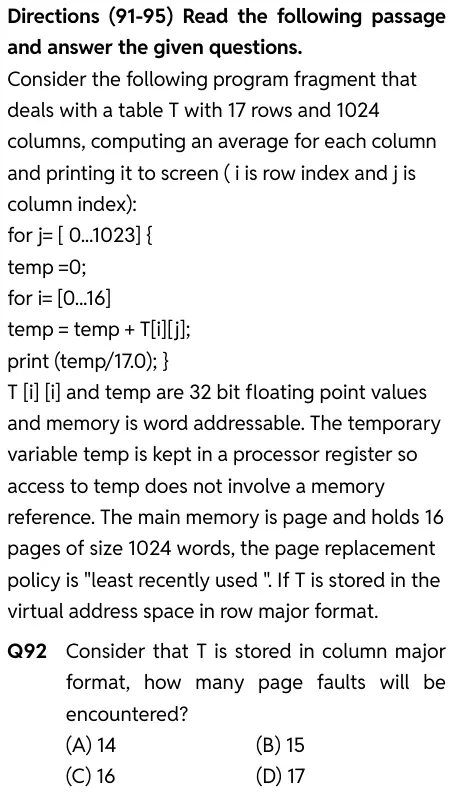 Directions (91-95) Read the following passage
and answer the given questions.
Consider the following program fragment that
deals with a table T with 17 rows and 1024
columns, computing an average for each column
and printing it to screen ( i is row index and j is
column index):
for j= [ 0...1023] {
temp =0;
for i= [0...16]
temp = temp + T[i][j];
print (temp/17.0); }
T [i] [i] and temp are 32 bit floating point values
and memory is word addressable. The temporary
variable temp is kept in a processor register so
access to temp does not involve a memory
reference. The main memory is page and holds 16
pages of size 1024 words, the page replacement
policy is "least recently used ". If T is stored in the
virtual address space in row major format.
Q92 Consider that T is stored in column major
format, how many page faults will be
encountered?
(A) 14 (B) 15
(C) 16 (D) 17